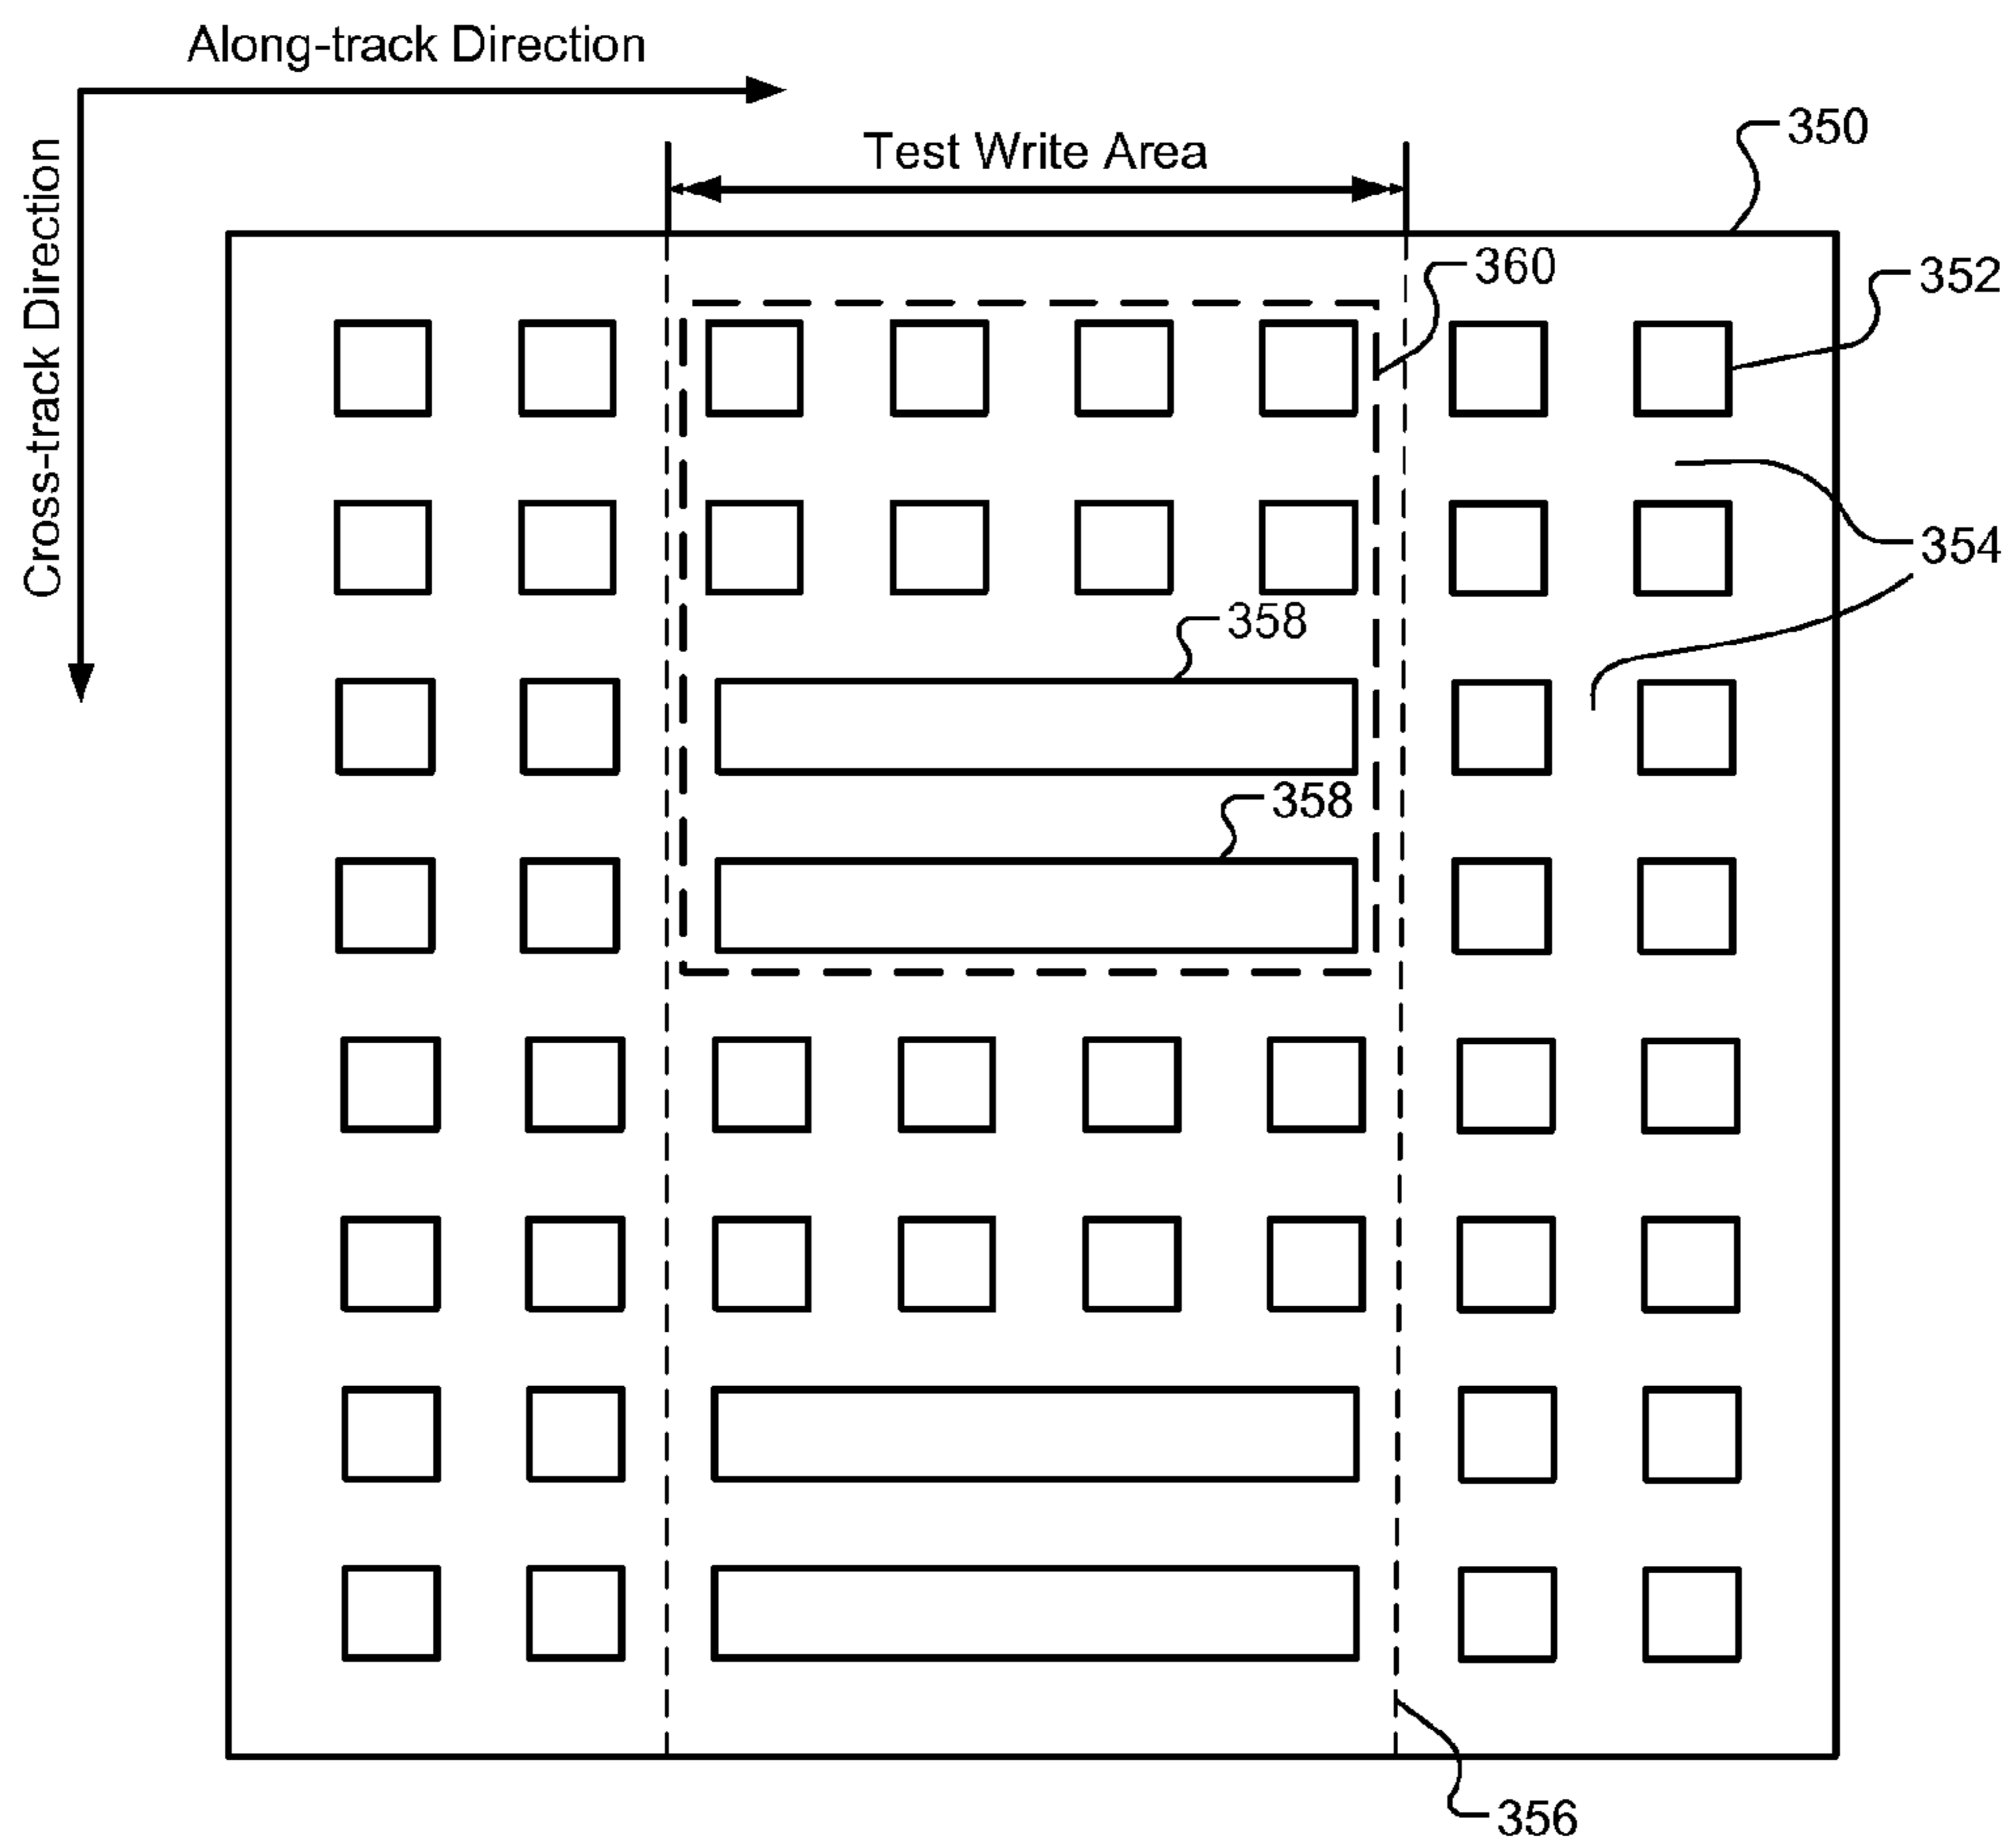 Along-track Direction
Cross-track Direction
Test Write Area
350
360
352
354
358
358
356